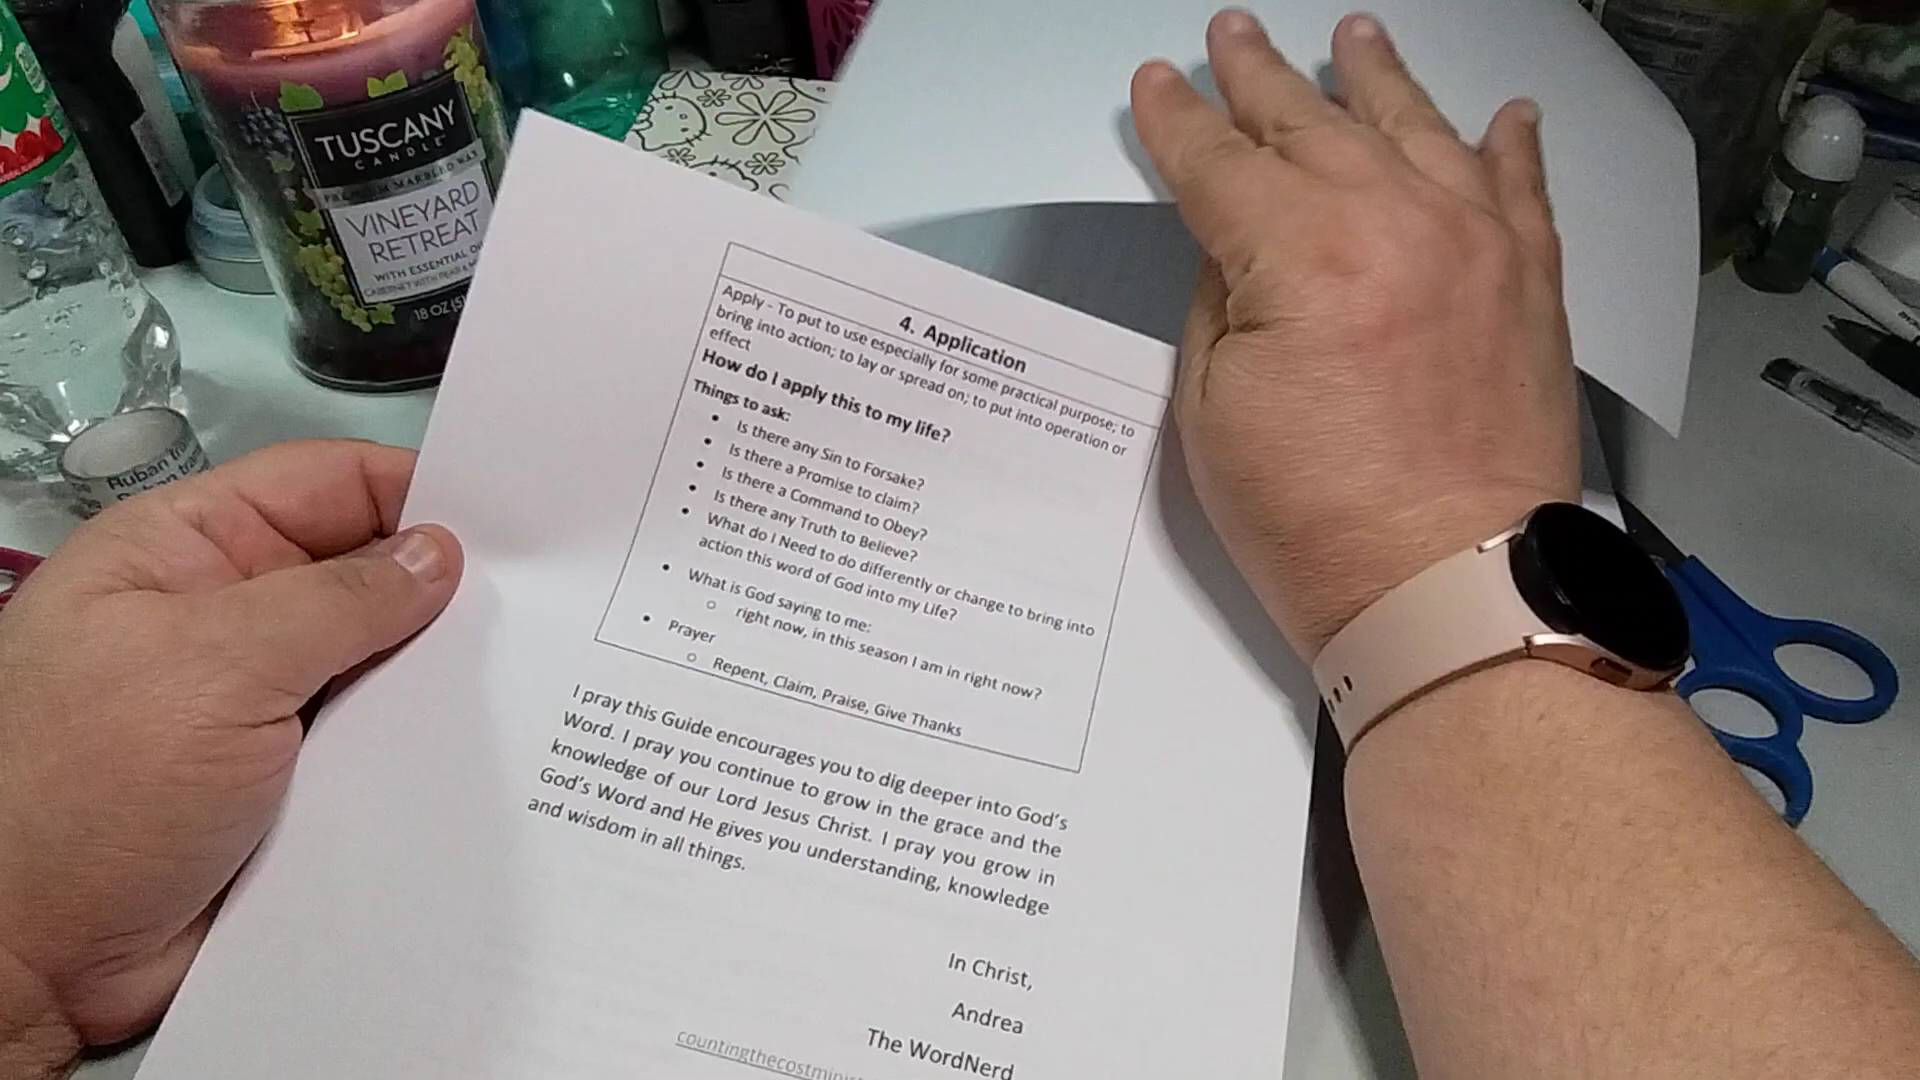 TUSCANY
CANDLE
PREMIUM MARBLED WAX
VINEYARD
RETREAT
WITH ESSENTIAL
CABERNET WITH PEAR &
18 OZ (51
4. Application
Apply - To put to use especially for some practical purpose; to
bring into action; to lay or spread on; to put into operation or
effect
How do I apply this to my life?
Things to ask:
• Is there any Sin to Forsake?
• Is there a Promise to claim?
• Is there a Command to Obey?
• Is there any Truth to Believe?
• What do I Need to do differently or change to bring into
action this word of God into my Life?
• What is God saying to me:
o right now, in this season I am in right now?
• Prayer
o Repent, Claim, Praise, Give Thanks
I pray this Guide encourages you to dig deeper into God's
Word. I pray you continue to grow in the grace and the
knowledge of our Lord Jesus Christ. I pray you grow in
God's Word and He gives you understanding, knowledge
and wisdom in all things.
In Christ,
Andrea
The WordNerd
countingthecostminis